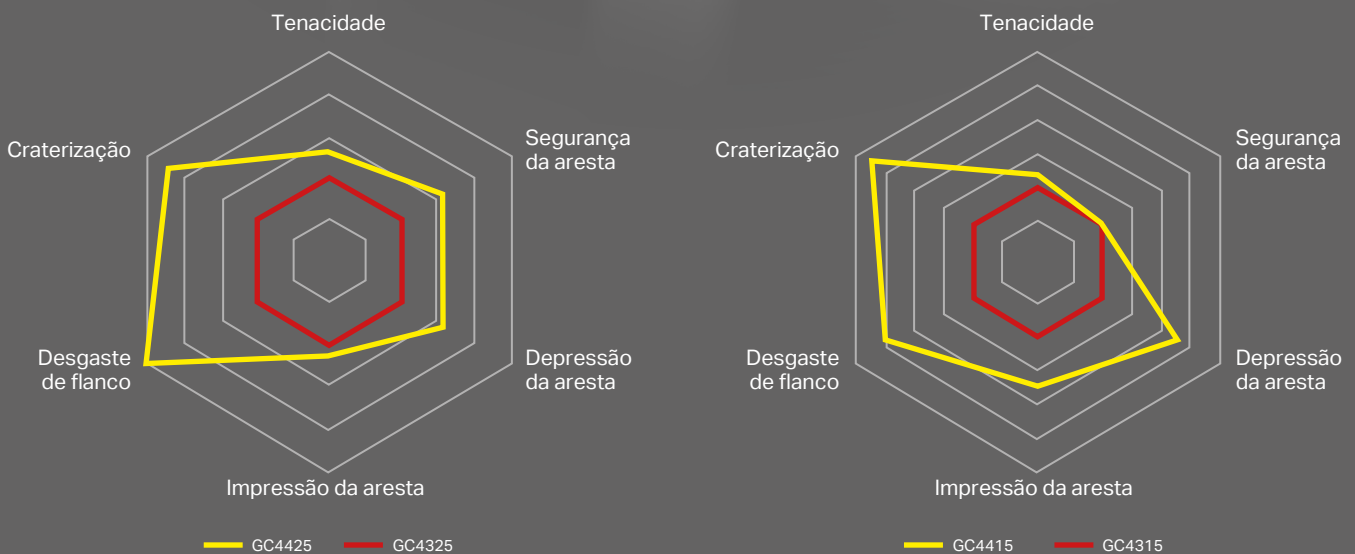 Tenacidade
Segurança
da aresta
Craterização
Desgaste
de flanco
Depressão
da aresta
Impressão da aresta
GC4425
GC4325
Tenacidade
Segurança
da aresta
Craterização
Desgaste
de flanco
Depressão
da aresta
Impressão da aresta
GC4415
GC4315